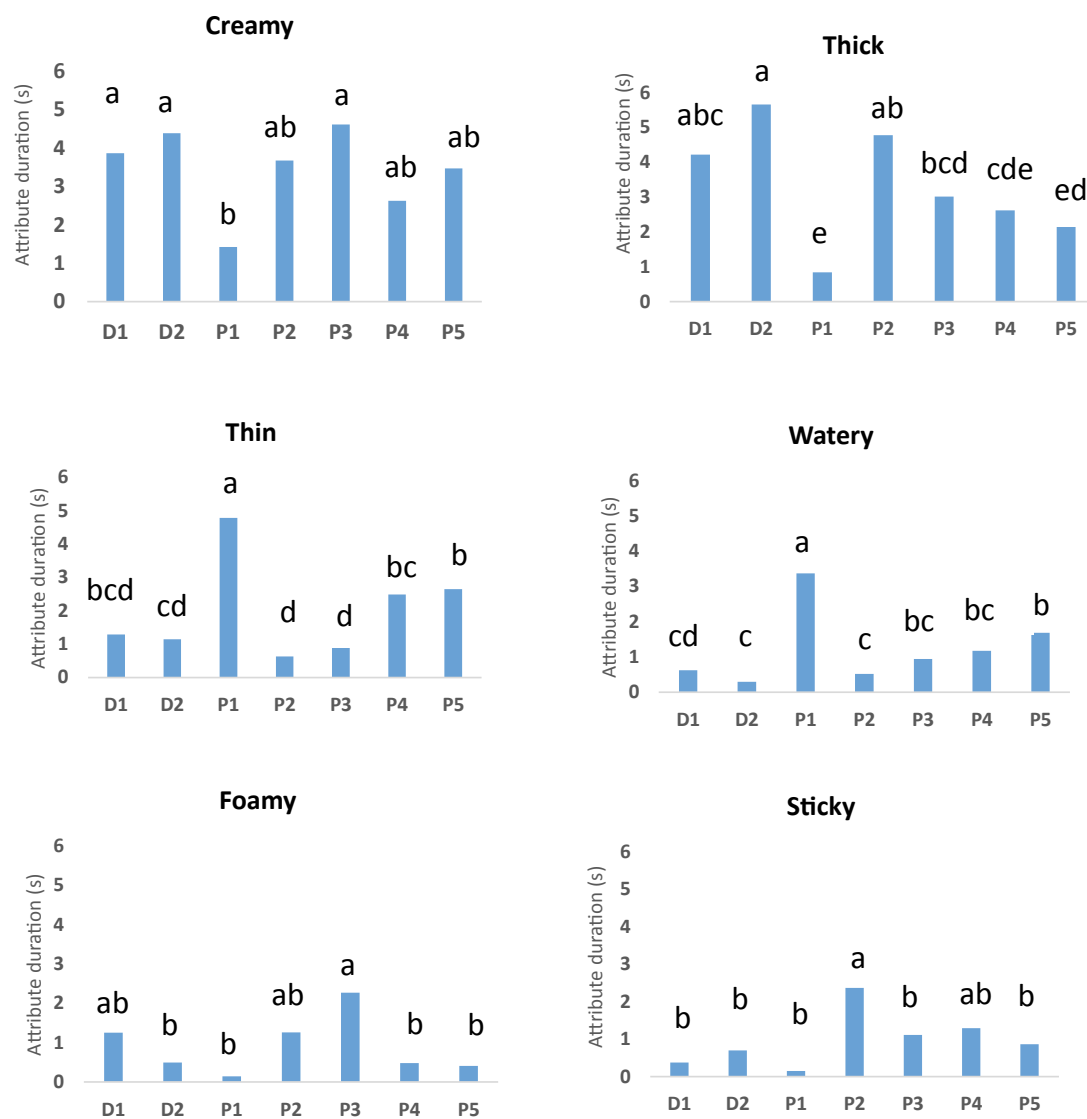 Creamy
Attribute duration (s)
6
5
4
3
2
1
0
a
a
b
ab
a
ab
ab
D1 D2 P1 P2 P3 P4 P5
Thick
Attribute duration (s)
6
5
4
3
2
1
0
abc
a
e
ab
bcd
cde
ed
D1 D2 P1 P2 P3 P4 P5
Thin
Attribute duration (s)
6
5
4
3
2
1
0
bcd
cd
a
d
d
bc
b
D1 D2 P1 P2 P3 P4 P5
Watery
Attribute duration (s)
6
5
4
3
2
1
0
cd
c
a
c
bc
bc
b
D1 D2 P1 P2 P3 P4 P5
Foamy
Attribute duration (s)
6
5
4
3
2
1
0
ab
b
b
ab
a
b
b
D1 D2 P1 P2 P3 P4 P5
Sticky
Attribute duration (s)
6
5
4
3
2
1
0
b
b
b
a
b
ab
b
D1 D2 P1 P2 P3 P4 P5